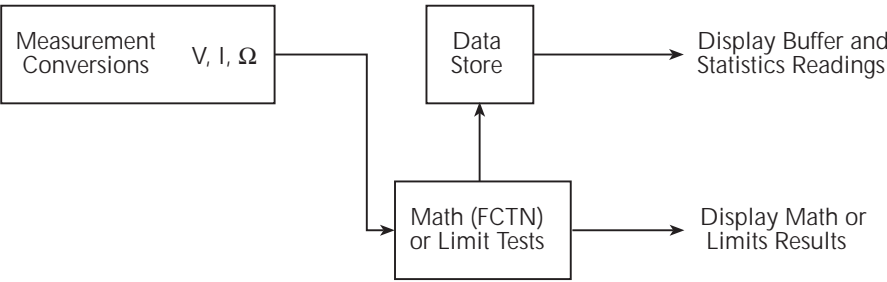 Measurement
Conversions
V, I, Ω
Data
Store
Display Buffer and
Statistics Readings
Math (FCTN)
or Limit Tests
Display Math or
Limits Results